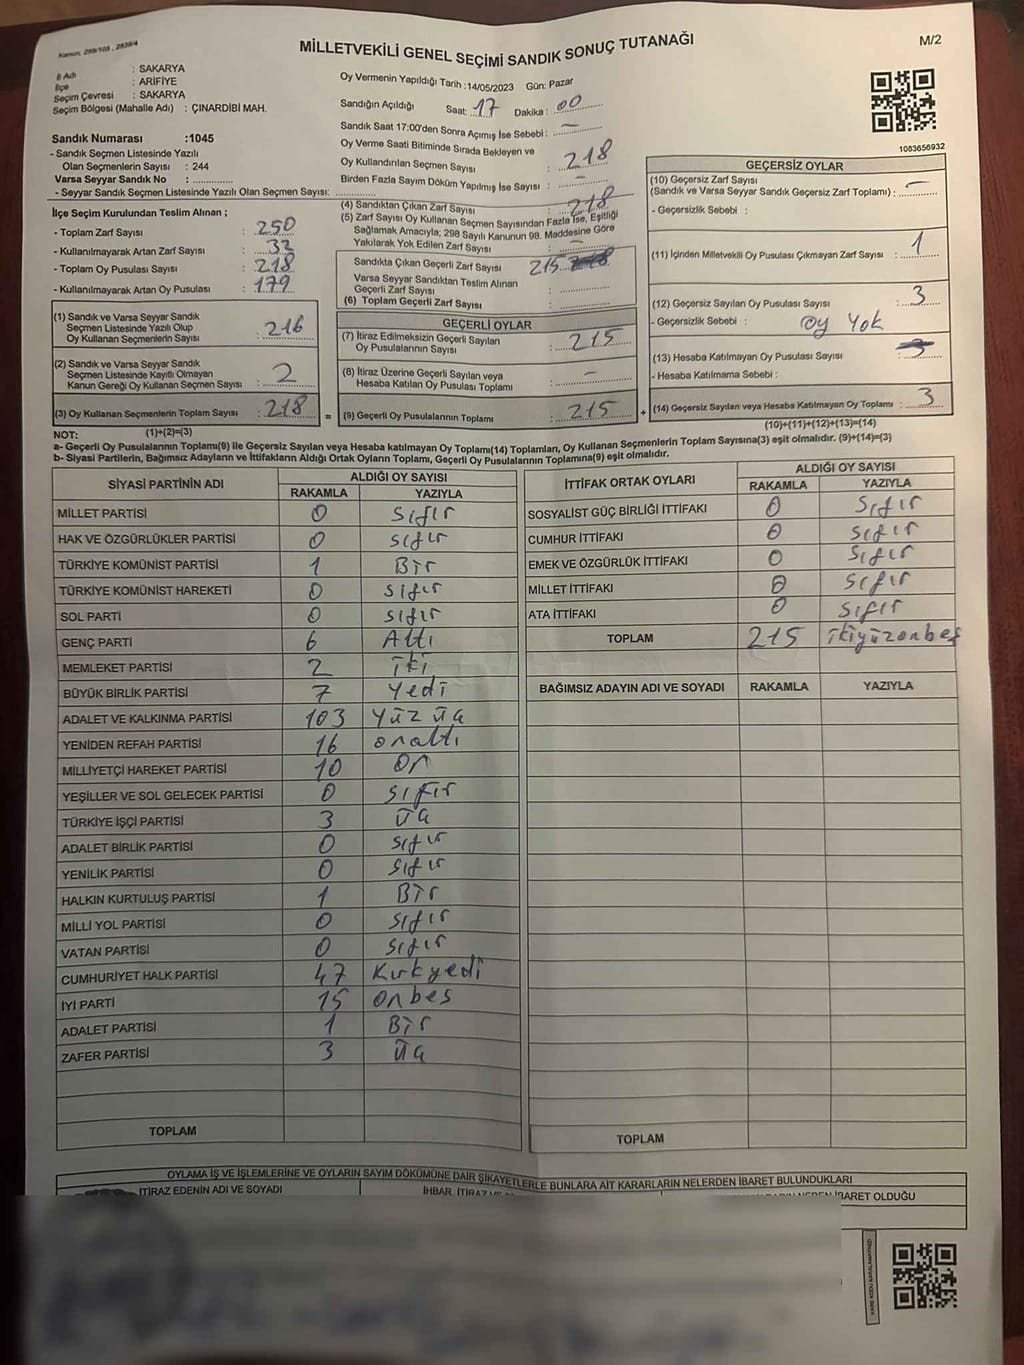 Kanun: 298/105 , 2839/4
MİLLETVEKİLİ GENEL SEÇİMİ SANDIK SONUÇ TUTANAĞI
M/2
İl Adı : SAKARYA
İlçe : ARİFİYE
Seçim Çevresi : SAKARYA
Seçim Bölgesi (Mahalle Adı) : ÇINARDİBİ MAH.
Sandık Numarası :1045
- Sandık Seçmen Listesinde Yazılı
Olan Seçmenlerin Sayısı : 244
Varsa Seyyar Sandık No :
- Seyyar Sandık Seçmen Listesinde Yazılı Olan Seçmen Sayısı:
Oy Vermenin Yapıldığı Tarih :14/05/2023 Gün: Pazar
Sandığın Açıldığı Saat: 17 Dakika : 00
Sandık Saat 17:00'den Sonra Açılmış İse Sebebi : –
Oy Verme Saati Bitiminde Sırada Bekleyen ve
Oy Kullandırılan Seçmen Sayısı : 218
Birden Fazla Sayım Döküm Yapılmış İse Sayısı : –
1083656932
İlçe Seçim Kurulundan Teslim Alınan ;
- Toplam Zarf Sayısı : 250
- Kullanılmayarak Artan Zarf Sayısı : 32
- Toplam Oy Pusulası Sayısı : 218
- Kullanılmayarak Artan Oy Pusulası : 179
(4) Sandıktan Çıkan Zarf Sayısı : 218
(5) Zarf Sayısı Oy Kullanan Seçmen Sayısından Fazla İse, Eşitliği
Sağlamak Amacıyla; 298 Sayılı Kanunun 98. Maddesine Göre
Yakılarak Yok Edilen Zarf Sayısı : –
Sandıkta Çıkan Geçerli Zarf Sayısı 215
Varsa Seyyar Sandıktan Teslim Alınan
Geçerli Zarf Sayısı :
(6) Toplam Geçerli Zarf Sayısı :
GEÇERSİZ OYLAR
(10) Geçersiz Zarf Sayısı
(Sandık ve Varsa Seyyar Sandık Geçersiz Zarf Toplamı) : –
- Geçersizlik Sebebi :
(11) İçinden Milletvekili Oy Pusulası Çıkmayan Zarf Sayısı : 1
(12) Geçersiz Sayılan Oy Pusulası Sayısı : 3
- Geçersizlik Sebebi : Oy Yok
(13) Hesaba Katılmayan Oy Pusulası Sayısı :
- Hesaba Katılmama Sebebi :
(14) Geçersiz Sayılan veya Hesaba Katılmayan Oy Toplamı : 3
(10)+(11)+(12)+(13)=(14)
(1) Sandık ve Varsa Seyyar Sandık
Seçmen Listesinde Yazılı Olup
Oy Kullanan Seçmenlerin Sayısı : 216
(2) Sandık ve Varsa Seyyar Sandık
Seçmen Listesinde Kayıtlı Olmayan
Kanun Gereği Oy Kullanan Seçmen Sayısı : 2
(3) Oy Kullanan Seçmenlerin Toplam Sayısı : 218 =
(1)+(2)=(3)
GEÇERLİ OYLAR
(7) İtiraz Edilmeksizin Geçerli Sayılan
Oy Pusulalarının Sayısı : 215
(8) İtiraz Üzerine Geçerli Sayılan veya
Hesaba Katılan Oy Pusulası Toplamı : –
(9) Geçerli Oy Pusulalarının Toplamı : 215 +
NOT:
a- Geçerli Oy Pusulalarının Toplamı(9) ile Geçersiz Sayılan veya Hesaba katılmayan Oy Toplamı(14) Toplamları, Oy Kullanan Seçmenlerin Toplam Sayısına(3) eşit olmalıdır. (9)+(14)=(3)
b- Siyasi Partilerin, Bağımsız Adayların ve İttifakların Aldığı Ortak Oyların Toplamı, Geçerli Oy Pusulalarının Toplamına(9) eşit olmalıdır.
SİYASİ PARTİNİN ADI ALDIĞI OY SAYISI
RAKAMLA YAZIYLA
MİLLET PARTİSİ 0 sıfır
HAK VE ÖZGÜRLÜKLER PARTİSİ 0 sıfır
TÜRKİYE KOMÜNİST PARTİSİ 1 Bir
TÜRKİYE KOMÜNİST HAREKETİ 0 sıfır
SOL PARTİ 0 sıfır
GENÇ PARTİ 6 Altı
MEMLEKET PARTİSİ 2 iki
BÜYÜK BİRLİK PARTİSİ 7 Yedi
ADALET VE KALKINMA PARTİSİ 103 Yüz üç
YENİDEN REFAH PARTİSİ 16 onaltı
MİLLİYETÇİ HAREKET PARTİSİ 10 On
YEŞİLLER VE SOL GELECEK PARTİSİ 0 sıfır
TÜRKİYE İŞÇİ PARTİSİ 3 üç
ADALET BİRLİK PARTİSİ 0 sıfır
YENİLİK PARTİSİ 0 sıfır
HALKIN KURTULUŞ PARTİSİ 1 Bir
MİLLİ YOL PARTİSİ 0 sıfır
VATAN PARTİSİ 0 sıfır
CUMHURİYET HALK PARTİSİ 47 Kırkyedi
İYİ PARTİ 15 onbeş
ADALET PARTİSİ 1 Bir
ZAFER PARTİSİ 3 üç
TOPLAM
İTTİFAK ORTAK OYLARI ALDIĞI OY SAYISI
RAKAMLA YAZIYLA
SOSYALİST GÜÇ BİRLİĞİ İTTİFAKI 0 sıfır
CUMHUR İTTİFAKI 0 sıfır
EMEK VE ÖZGÜRLÜK İTTİFAKI 0 sıfır
MİLLET İTTİFAKI 0 sıfır
ATA İTTİFAKI 0 sıfır
TOPLAM 215 ikiyüzonbeş
BAĞIMSIZ ADAYIN ADI VE SOYADI RAKAMLA YAZIYLA
TOPLAM
OYLAMA İŞ VE İŞLEMLERİNE VE OYLARIN SAYIM DÖKÜMÜNE DAİR ŞİKAYETLERLE BUNLARA AİT KARARLARIN NELERDEN İBARET BULUNDUKLARI
İTİRAZ EDENİN ADI VE SOYADI İHBAR, İTİRAZ VE NEDEN İBARET OLDUĞU